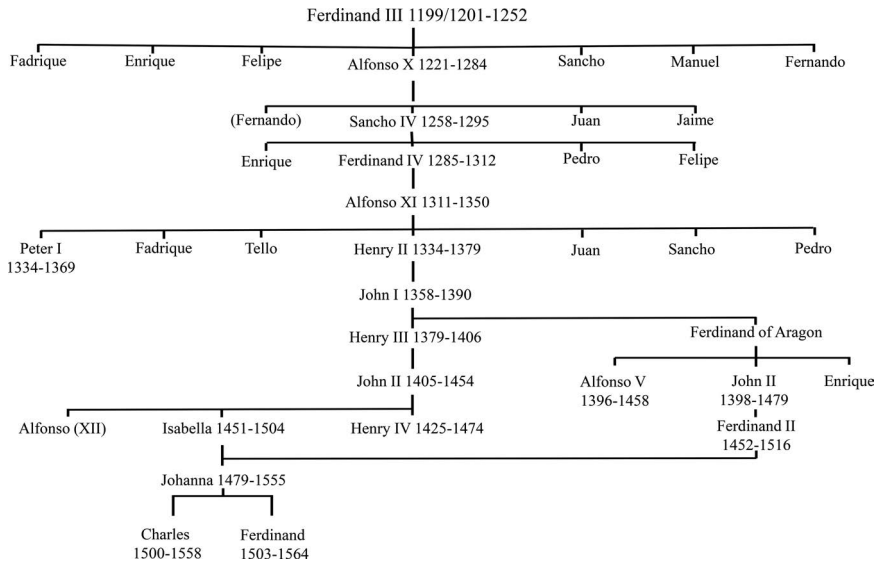 Ferdinand III 1199/1201-1252
Fadrique Enrique Felipe Alfonso X 1221-1284 Sancho Manuel Fernando
(Fernando) Sancho IV 1258-1295 Juan Jaime
Enrique Ferdinand IV 1285-1312 Pedro Felipe
Alfonso XI 1311-1350
Peter I Fadrique Tello Henry II 1334-1379 Juan Sancho Pedro
1334-1369
John I 1358-1390
Henry III 1379-1406 Ferdinand of Aragon
John II 1405-1454 Alfonso V John II Enrique
1396-1458 1398-1479
Alfonso (XII) Isabella 1451-1504 Henry IV 1425-1474 Ferdinand II
1452-1516
Johanna 1479-1555
Charles Ferdinand
1500-1558 1503-1564